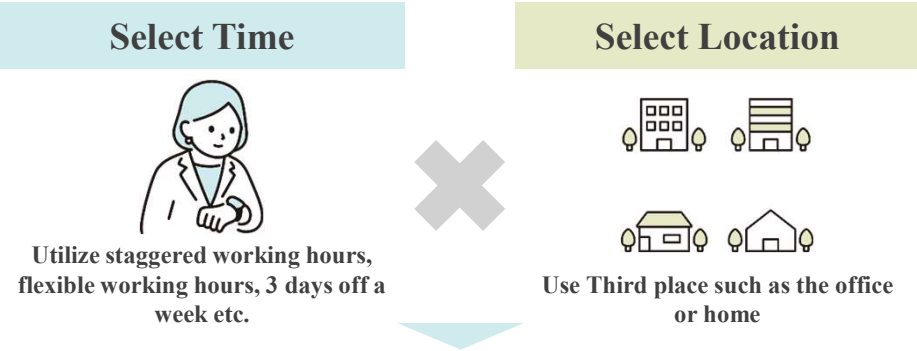 Select Time
Utilize staggered working hours,
flexible working hours, 3 days off a
week etc.
Select Location
Use Third place such as the office
or home